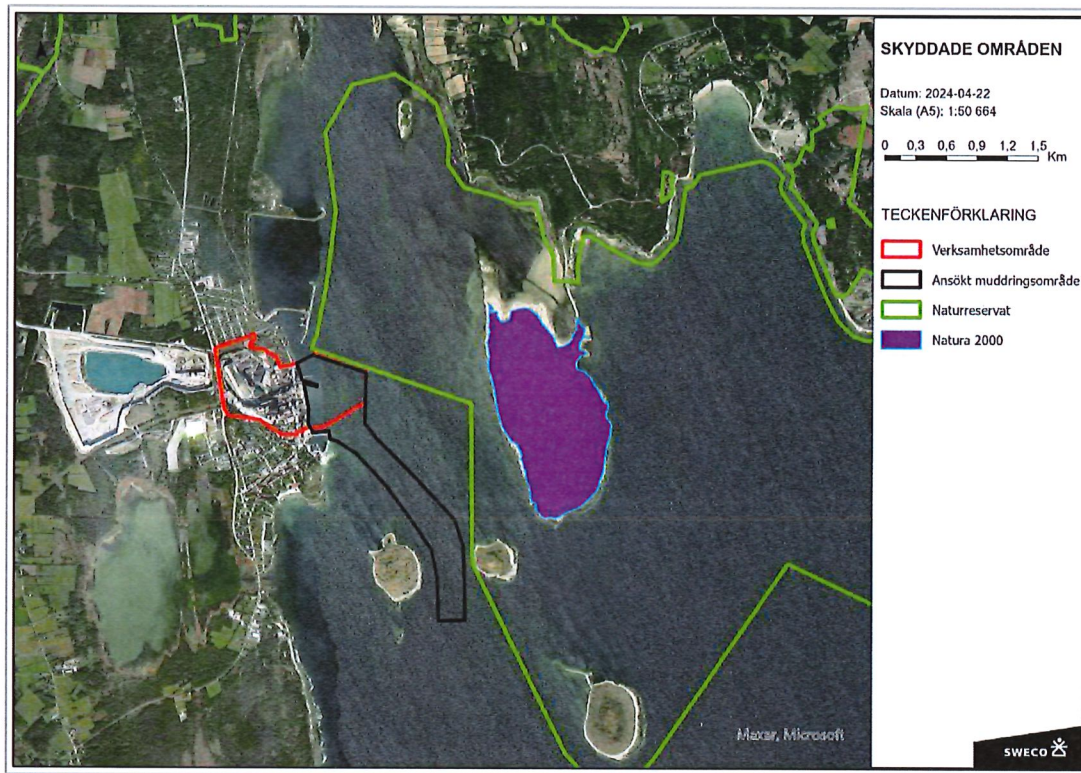 SKYDDADE OMRÅDEN
Datum: 2024-04-22
Skala (A5): 1:50 664
0 0,3 0,6 0,9 1,2 1,5
Km
TECKENFÖRKLARING
Verksamhetsområde
Ansökt muddringsområde
Naturreservat
Natura 2000
Maxar, Microsoft
SWECO